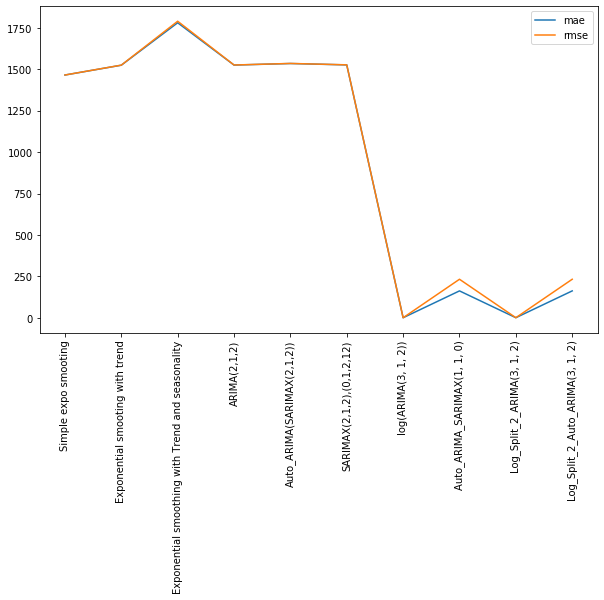 mae
rmse
1750
1500
1250
1000
750
500
250
0
Simple expo smooting
Exponential smooting with trend
Exponential smoothing with Trend and seasonality
ARIMA(2,1,2)
Auto_ARIMA(SARIMAX(2,1,2))
SARIMAX(2,1,2),(0,1,2,12)
log(ARIMA(3, 1, 2))
Auto_ARIMA_SARIMAX(1, 1, 0)
Log_Split_2_ARIMA(3, 1, 2)
Log_Split_2_Auto_ARIMA(3, 1, 2)